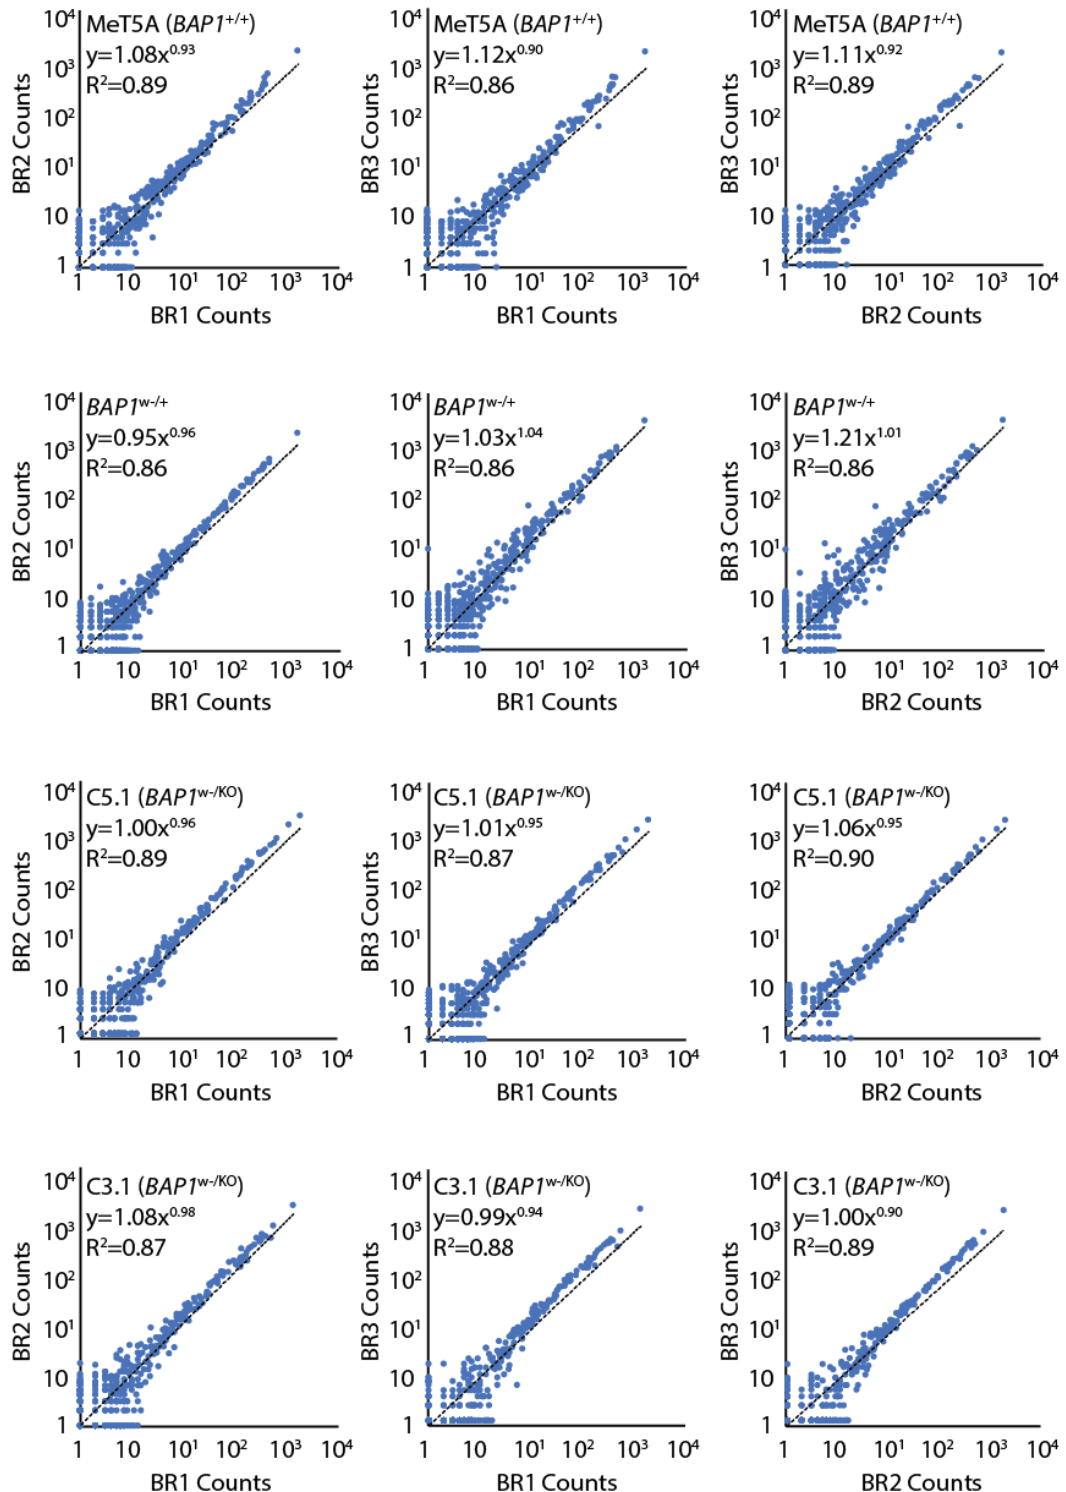 10⁴ MeT5A (BAP1⁺/⁺)
y=1.08x⁰·⁹³
10³
R²=0.89
10²
10¹
10
1
BR2 Counts
1 10 10¹ 10² 10³ 10⁴
BR1 Counts
10⁴ MeT5A (BAP1⁺/⁺)
y=1.12x⁰·⁹⁰
10³
R²=0.86
10²
10¹
10
1
BR3 Counts
1 10 10¹ 10² 10³ 10⁴
BR1 Counts
10⁴ MeT5A (BAP1⁺/⁺)
y=1.11x⁰·⁹²
10³
R²=0.89
10²
10¹
10
1
BR3 Counts
1 10 10¹ 10² 10³ 10⁴
BR2 Counts
10⁴ BAP1ʷ⁻/⁺
y=0.95x⁰·⁹⁶
10³
R²=0.86
10²
10¹
10
1
BR2 Counts
1 10 10¹ 10² 10³ 10⁴
BR1 Counts
10⁴ BAP1ʷ⁻/⁺
y=1.03x¹·⁰⁴
10³
R²=0.86
10²
10¹
10
1
BR3 Counts
1 10 10¹ 10² 10³ 10⁴
BR1 Counts
10⁴ BAP1ʷ⁻/⁺
y=1.21x¹·⁰¹
10³
R²=0.86
10²
10¹
10
1
BR3 Counts
1 10 10¹ 10² 10³ 10⁴
BR2 Counts
10⁴ C5.1 (BAP1ʷ⁻/ᴷᴼ)
y=1.00x⁰·⁹⁶
10³
R²=0.89
10²
10¹
10
1
BR2 Counts
1 10 10¹ 10² 10³ 10⁴
BR1 Counts
10⁴ C5.1 (BAP1ʷ⁻/ᴷᴼ)
y=1.01x⁰·⁹⁵
10³
R²=0.87
10²
10¹
10
1
BR3 Counts
1 10 10¹ 10² 10³ 10⁴
BR1 Counts
10⁴ C5.1 (BAP1ʷ⁻/ᴷᴼ)
y=1.06x⁰·⁹⁵
10³
R²=0.90
10²
10¹
10
1
BR3 Counts
1 10 10¹ 10² 10³ 10⁴
BR2 Counts
10⁴ C3.1 (BAP1ʷ⁻/ᴷᴼ)
y=1.08x⁰·⁹⁸
10³
R²=0.87
10²
10¹
10
1
BR2 Counts
1 10 10¹ 10² 10³ 10⁴
BR1 Counts
10⁴ C3.1 (BAP1ʷ⁻/ᴷᴼ)
y=0.99x⁰·⁹⁴
10³
R²=0.88
10²
10¹
10
1
BR3 Counts
1 10 10¹ 10² 10³ 10⁴
BR1 Counts
10⁴ C3.1 (BAP1ʷ⁻/ᴷᴼ)
y=1.00x⁰·⁹⁰
10³
R²=0.89
10²
10¹
10
1
BR3 Counts
1 10 10¹ 10² 10³ 10⁴
BR2 Counts